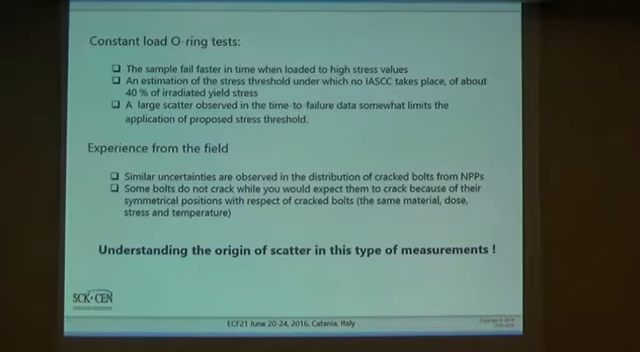 Constant load O-ring tests:
❑ The sample fail faster in time when loaded to high stress values
❑ An estimation of the stress threshold under which no IASCC takes place, of about
40 % of irradiated yield stress
❑ A large scatter observed in the time-to-failure data somewhat limits the
application of proposed stress threshold.
Experience from the field
❑ Similar uncertainties are observed in the distribution of cracked bolts from NPPs
❑ Some bolts do not crack while you would expect them to crack because of their
symmetrical positions with respect of cracked bolts (the same material, dose,
stress and temperature)
Understanding the origin of scatter in this type of measurements !
SCK•CEN
ECF21 June 20-24, 2016, Catania, Italy